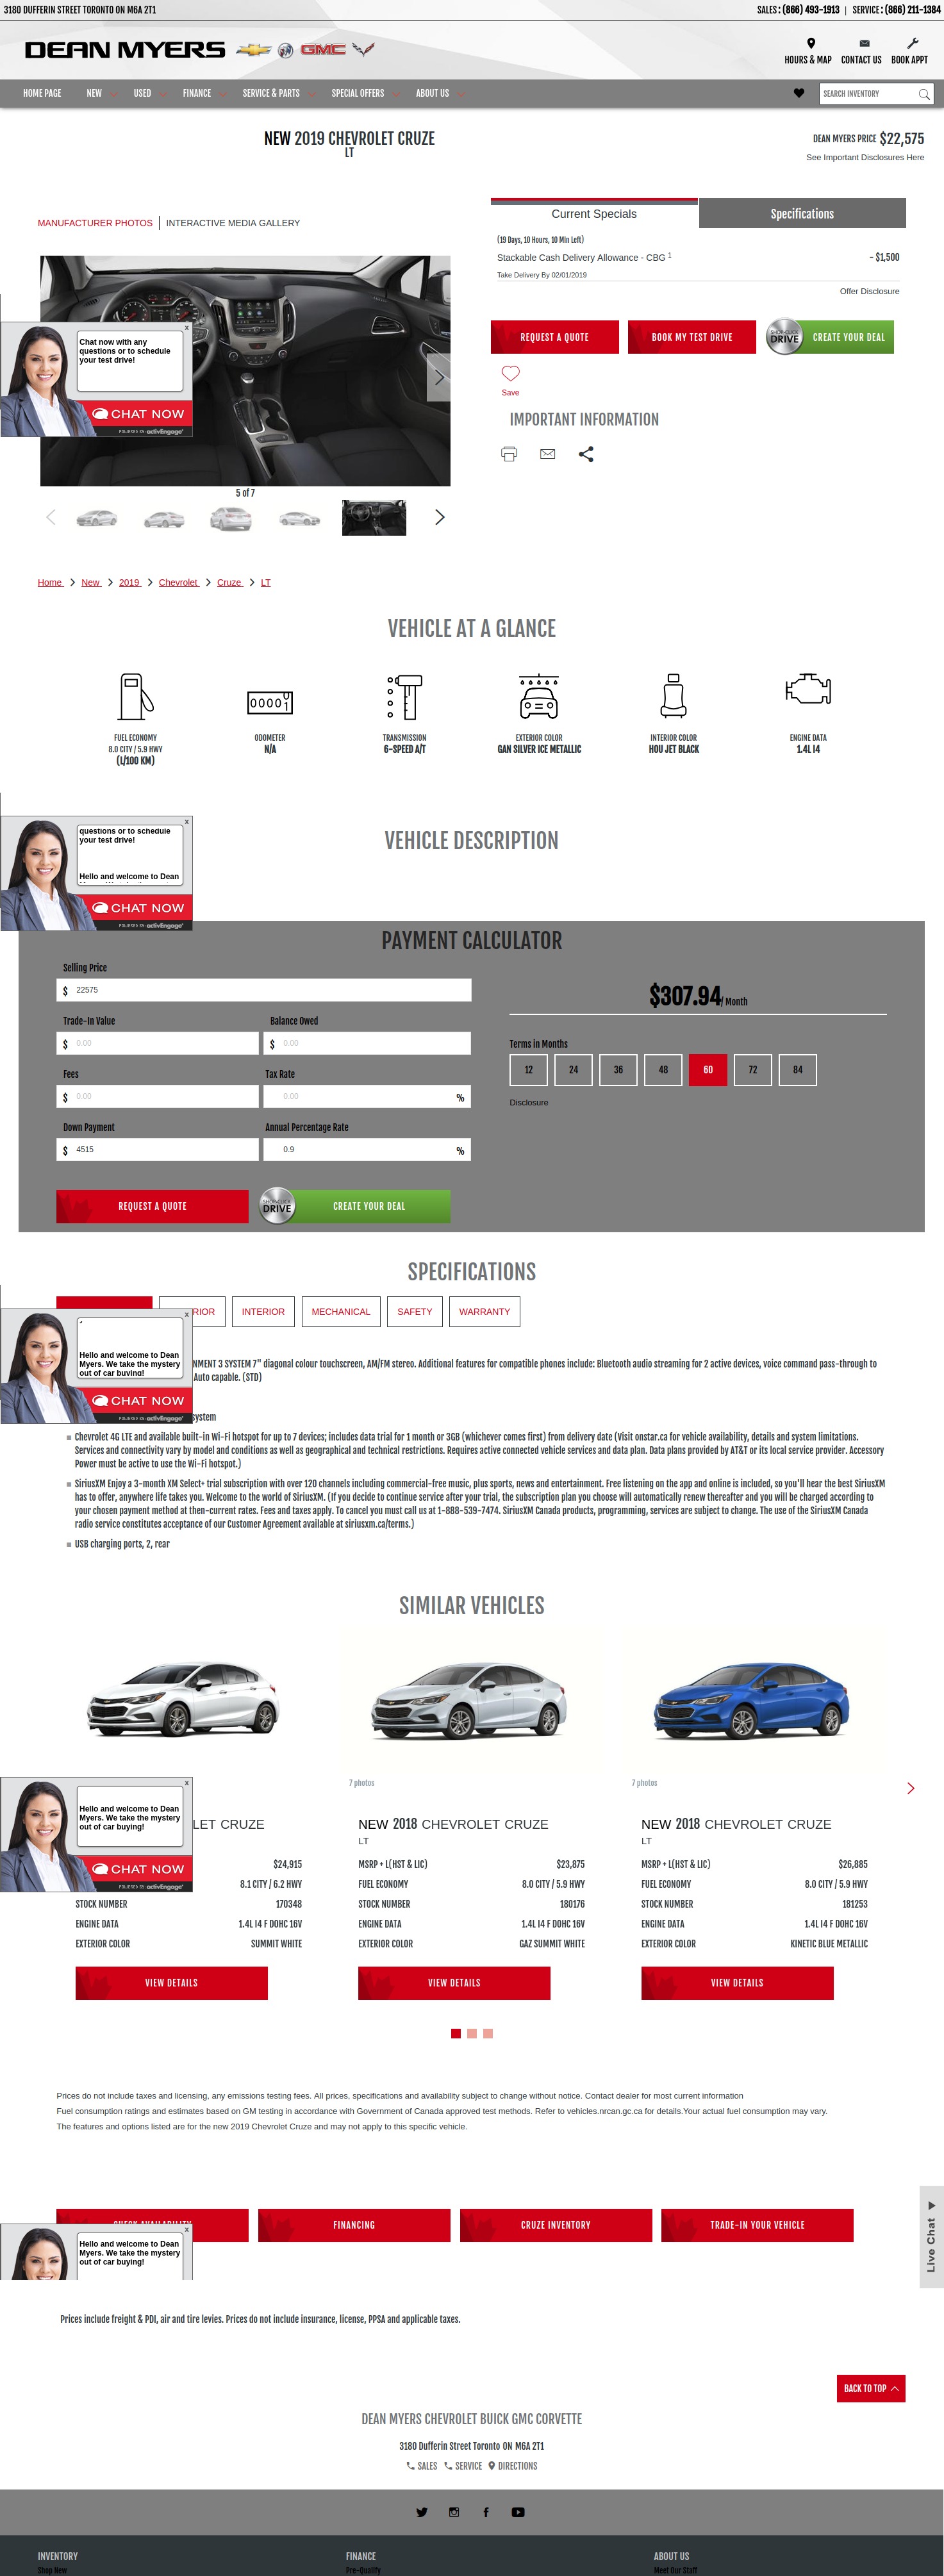 3180 DUFFERIN STREET TORONTO ON M6A 2T1
SALES: (866) 493-1913 | SERVICE: (866) 211-1384
DEAN MYERS
GMC
HOURS & MAP CONTACT US BOOK APPT
HOME PAGE NEW USED FINANCE SERVICE & PARTS SPECIAL OFFERS ABOUT US
SEARCH INVENTORY
NEW 2019 CHEVROLET CRUZE
LT
DEAN MYERS PRICE $22,575
See Important Disclosures Here
MANUFACTURER PHOTOS INTERACTIVE MEDIA GALLERY
Current Specials
Specifications
(19 Days, 10 Hours, 10 Min Left)
Stackable Cash Delivery Allowance - CBG 1
- $1,500
Take Delivery By 02/01/2019
Offer Disclosure
REQUEST A QUOTE
BOOK MY TEST DRIVE
DRIVE
CREATE YOUR DEAL
Save
IMPORTANT INFORMATION
x
Chat now with any
questions or to schedule
your test drive!
CHAT NOW
POWERED BY: activEngage
5 of 7
Home New 2019 Chevrolet Cruze LT
VEHICLE AT A GLANCE
FUEL ECONOMY
8.0 CITY / 5.9 HWY
(L/100 KM)
ODOMETER
N/A
TRANSMISSION
6-SPEED A/T
EXTERIOR COLOR
GAN SILVER ICE METALLIC
INTERIOR COLOR
HOU JET BLACK
ENGINE DATA
1.4L I4
VEHICLE DESCRIPTION
x
questions or to schedule
your test drive!
Hello and welcome to Dean
CHAT NOW
POWERED BY: activEngage
PAYMENT CALCULATOR
Selling Price
$ 22575
Trade-In Value
Balance Owed
$ 0.00
$ 0.00
Fees
Tax Rate
$ 0.00
0.00 %
Down Payment
Annual Percentage Rate
$ 4515
0.9 %
$307.94/ Month
Terms in Months
12 24 36 48 60 72 84
Disclosure
REQUEST A QUOTE
DRIVE
CREATE YOUR DEAL
SPECIFICATIONS
RIOR INTERIOR MECHANICAL SAFETY WARRANTY
x
Hello and welcome to Dean
Myers. We take the mystery
out of car buying!
CHAT NOW
POWERED BY: activEngage
NMENT 3 SYSTEM 7" diagonal colour touchscreen, AM/FM stereo. Additional features for compatible phones include: Bluetooth audio streaming for 2 active devices, voice command pass-through to
Auto capable. (STD)
system
Chevrolet 4G LTE and available built-in Wi-Fi hotspot for up to 7 devices; includes data trial for 1 month or 3GB (whichever comes first) from delivery date (Visit onstar.ca for vehicle availability, details and system limitations.
Services and connectivity vary by model and conditions as well as geographical and technical restrictions. Requires active connected vehicle services and data plan. Data plans provided by AT&T or its local service provider. Accessory
Power must be active to use the Wi-Fi hotspot.)
SiriusXM Enjoy a 3-month XM Select+ trial subscription with over 120 channels including commercial-free music, plus sports, news and entertainment. Free listening on the app and online is included, so you'll hear the best SiriusXM
has to offer, anywhere life takes you. Welcome to the world of SiriusXM. (If you decide to continue service after your trial, the subscription plan you choose will automatically renew thereafter and you will be charged according to
your chosen payment method at then-current rates. Fees and taxes apply. To cancel you must call us at 1-888-539-7474. SiriusXM Canada products, programming, services are subject to change. The use of the SiriusXM Canada
radio service constitutes acceptance of our Customer Agreement available at siriusxm.ca/terms.)
USB charging ports, 2, rear
SIMILAR VEHICLES
7 photos
7 photos
x
Hello and welcome to Dean
Myers. We take the mystery
out of car buying!
CHAT NOW
POWERED BY: activEngage
LET CRUZE
$24,915
8.1 CITY / 6.2 HWY
STOCK NUMBER 170348
ENGINE DATA 1.4L I4 F DOHC 16V
EXTERIOR COLOR SUMMIT WHITE
VIEW DETAILS
NEW 2018 CHEVROLET CRUZE
LT
MSRP + L(HST & LIC) $23,875
FUEL ECONOMY 8.0 CITY / 5.9 HWY
STOCK NUMBER 180176
ENGINE DATA 1.4L I4 F DOHC 16V
EXTERIOR COLOR GAZ SUMMIT WHITE
VIEW DETAILS
NEW 2018 CHEVROLET CRUZE
LT
MSRP + L(HST & LIC) $26,885
FUEL ECONOMY 8.0 CITY / 5.9 HWY
STOCK NUMBER 181253
ENGINE DATA 1.4L I4 F DOHC 16V
EXTERIOR COLOR KINETIC BLUE METALLIC
VIEW DETAILS
Prices do not include taxes and licensing, any emissions testing fees. All prices, specifications and availability subject to change without notice. Contact dealer for most current information
Fuel consumption ratings and estimates based on GM testing in accordance with Government of Canada approved test methods. Refer to vehicles.nrcan.gc.ca for details.Your actual fuel consumption may vary.
The features and options listed are for the new 2019 Chevrolet Cruze and may not apply to this specific vehicle.
CHECK AVAILABILITY
FINANCING
CRUZE INVENTORY
TRADE-IN YOUR VEHICLE
x
Hello and welcome to Dean
Myers. We take the mystery
out of car buying!
Live Chat
Prices include freight & PDI, air and tire levies. Prices do not include insurance, license, PPSA and applicable taxes.
BACK TO TOP
DEAN MYERS CHEVROLET BUICK GMC CORVETTE
3180 Dufferin Street Toronto ON M6A 2T1
SALES SERVICE DIRECTIONS
INVENTORY
Shop New
FINANCE
Pre-Qualify
ABOUT US
Meet Our Staff